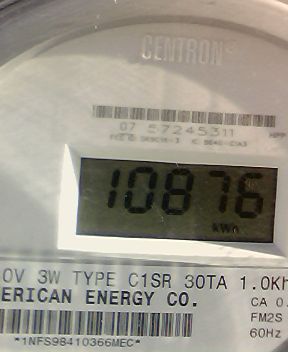 CENTRON
07 57245311
10876
kWh
0V 3W TYPE C1SR 30TA 1.0Kh
ERICAN ENERGY CO.
CA 0.
FM2S
60Hz
*1NFS98410366MEC*